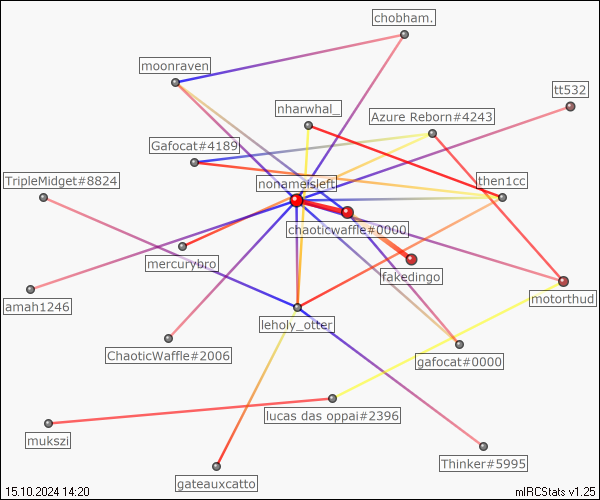 chobham.
moonraven
tt532
nharwhal_
Azure Reborn#4243
Gafocat#4189
TripleMidget#8824
nonameisleft
then1cc
chaoticwaffle#0000
mercurybro
fakedingo
amah1246
motorthud
leholy_otter
ChaoticWaffle#2006
gafocat#0000
lucas das oppai#2396
mukszi
Thinker#5995
gateauxcatto
15.10.2024 14:20
mIRCStats v1.25